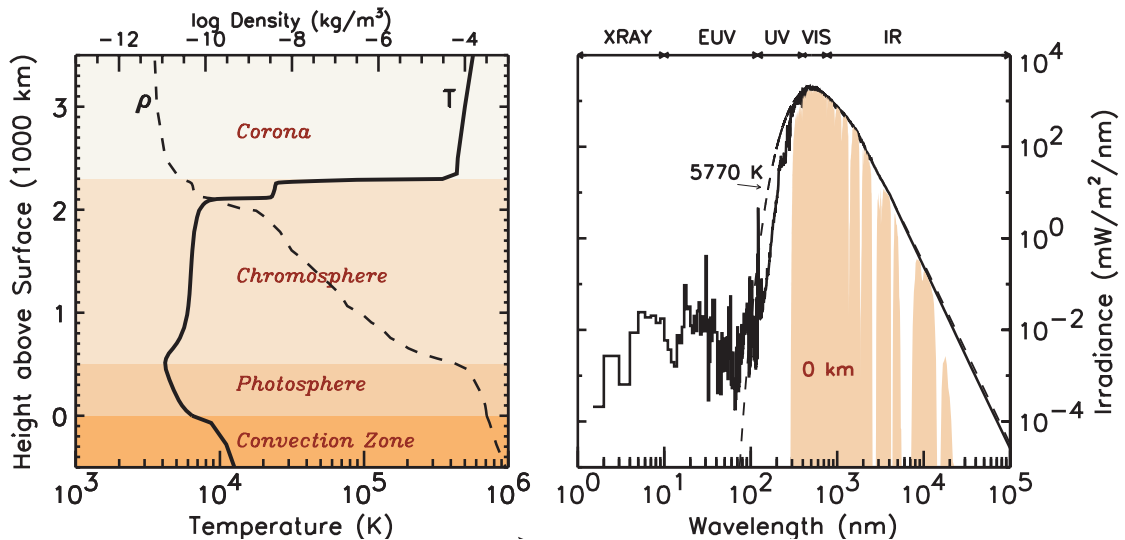 log Density (kg/m³)
-12 -10 -8 -6 -4
Height above Surface (1000 km)
3
2
1
0
ρ
T
Corona
Chromosphere
Photosphere
Convection Zone
10³ 10⁴ 10⁵ 10⁶
Temperature (K)
XRAY EUV UV VIS IR
5770 K
0 km
10⁴
10²
10⁰
10⁻²
10⁻⁴
Irradiance (mW/m²/nm)
10⁰ 10¹ 10² 10³ 10⁴ 10⁵
Wavelength (nm)